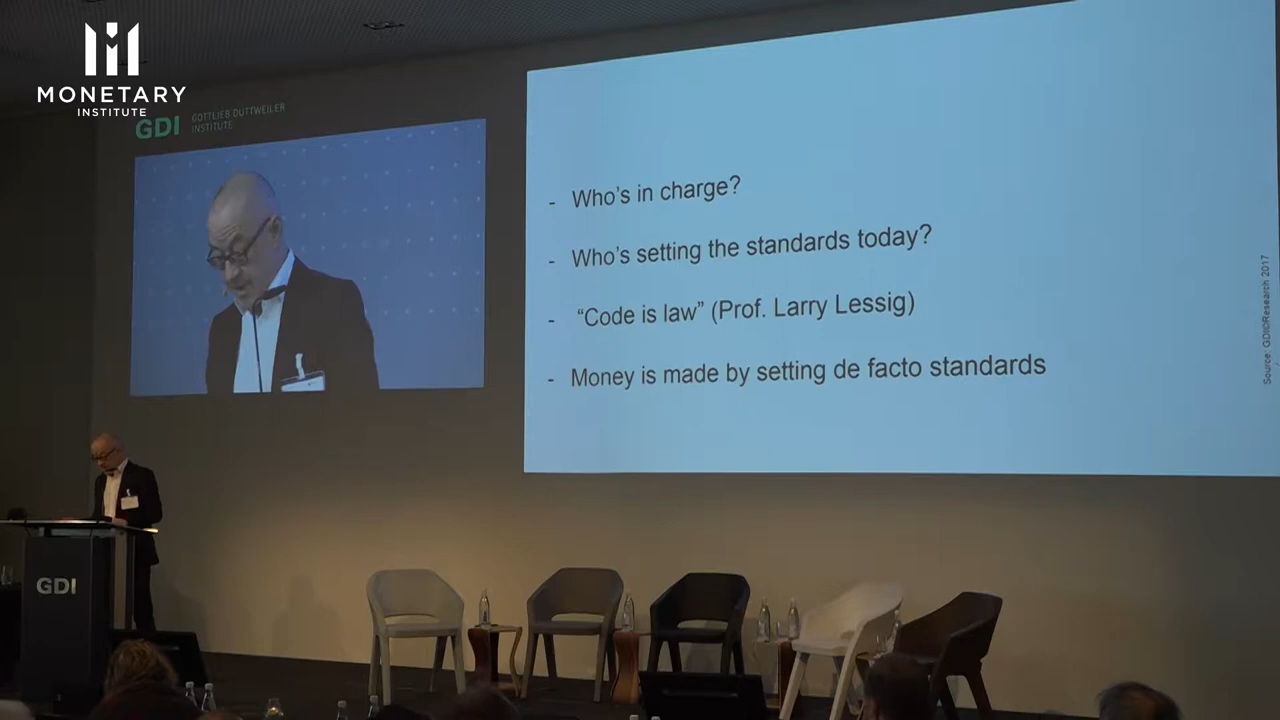 MONETARY
INSTITUTE
GDI
GOTTLIEB DUTTWEILER
INSTITUTE
- Who's in charge?
- Who's setting the standards today?
- “Code is law” (Prof. Larry Lessig)
- Money is made by setting de facto standards
Source: GDI©Research 2017
GDI